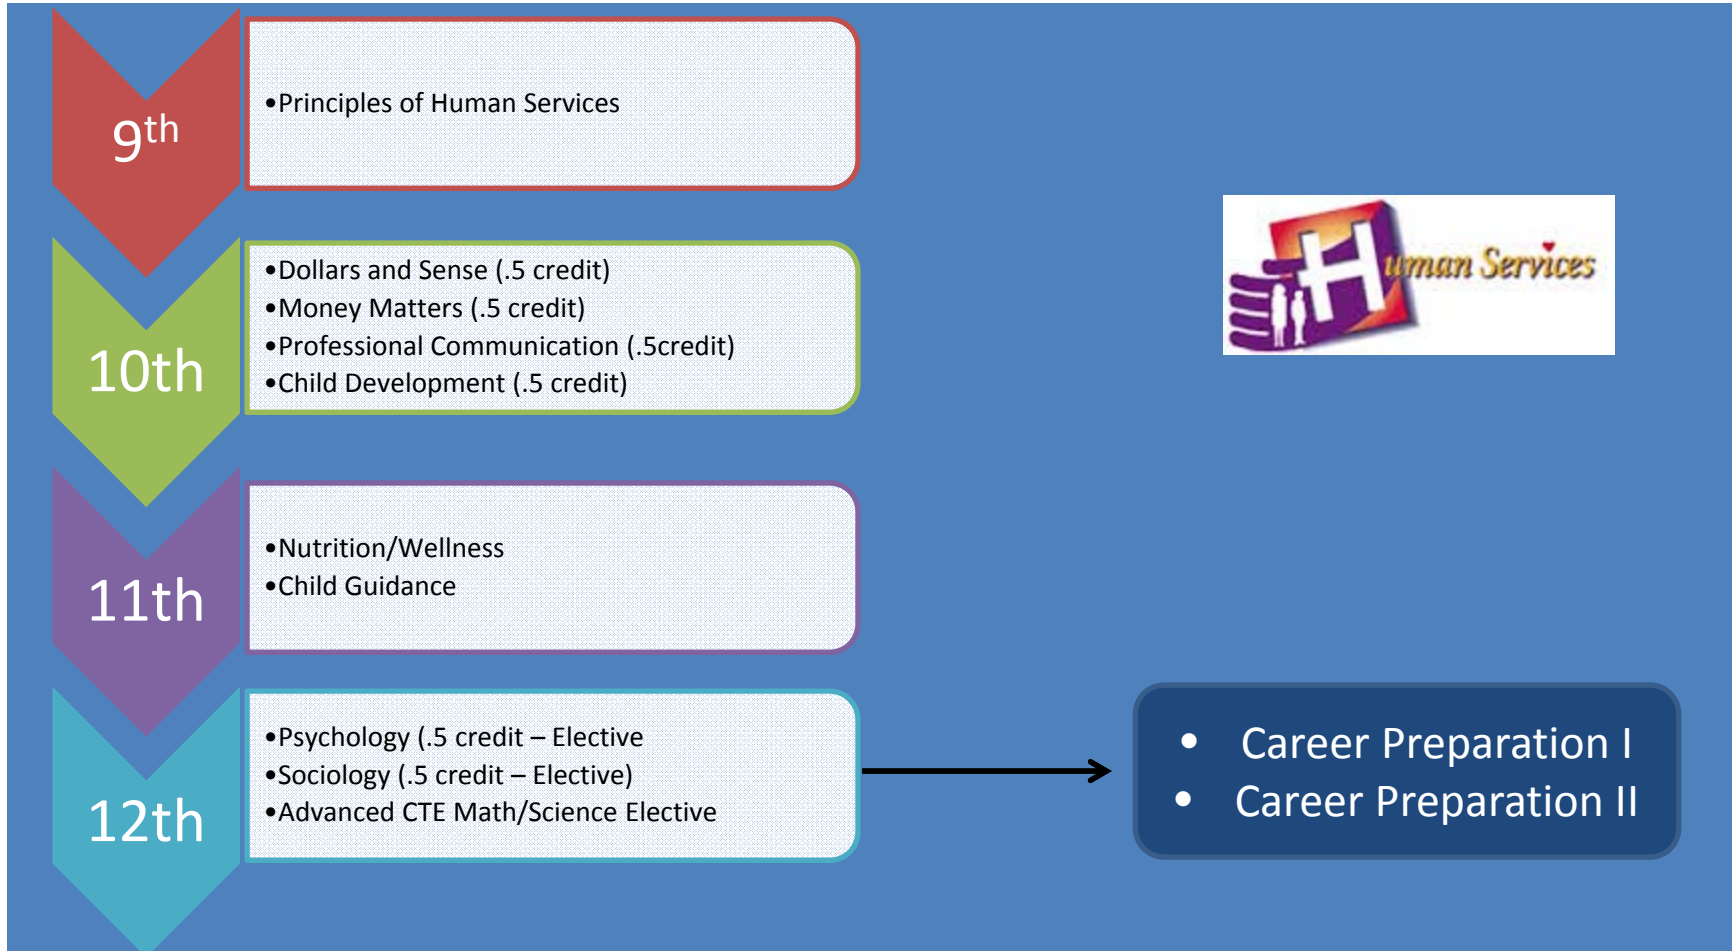 9th
•Principles of Human Services
Human Services
10th
•Dollars and Sense (.5 credit)
•Money Matters (.5 credit)
•Professional Communication (.5credit)
•Child Development (.5 credit)
11th
•Nutrition/Wellness
•Child Guidance
12th
•Psychology (.5 credit – Elective
•Sociology (.5 credit – Elective)
•Advanced CTE Math/Science Elective
• Career Preparation I
• Career Preparation II